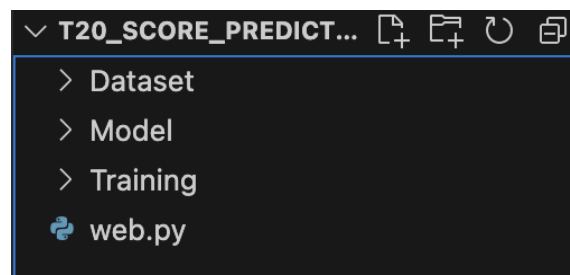 T20_SCORE_PREDICT...
Dataset
Model
Training
web.py